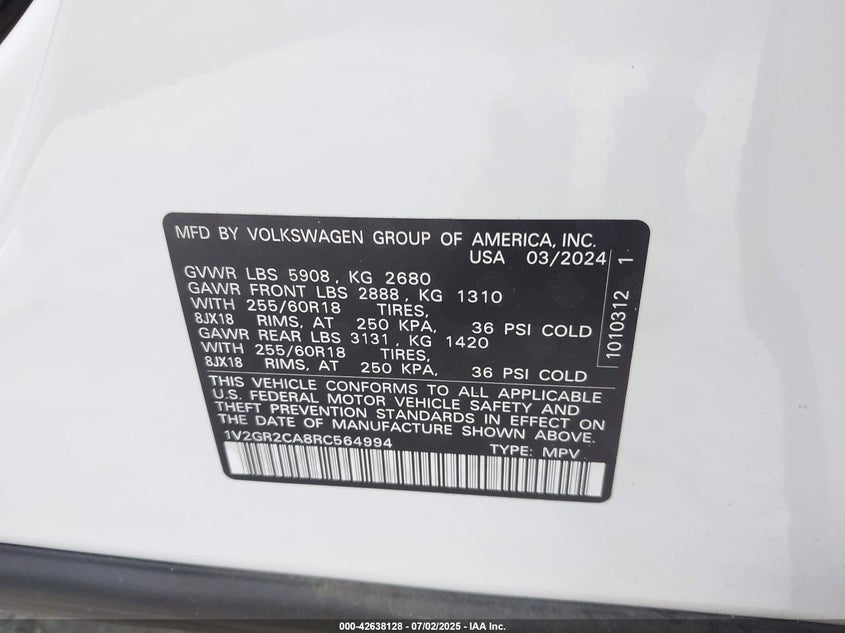 MFD BY VOLKSWAGEN GROUP OF AMERICA, INC.
USA 03/2024
GVWR LBS 5908, KG 2680
GAWR FRONT LBS 2888, KG 1310
WITH 255/60R18 TIRES,
8JX18 RIMS, AT 250 KPA, 36 PSI COLD
GAWR REAR LBS 3131, KG 1420
WITH 255/60R18 TIRES,
8JX18 RIMS, AT 250 KPA, 36 PSI COLD
THIS VEHICLE CONFORMS TO ALL APPLICABLE
U.S. FEDERAL MOTOR VEHICLE SAFETY AND
THEFT PREVENTION STANDARDS IN EFFECT ON
THE DATE OF MANUFACTURE SHOWN ABOVE.
1V2GR2CA8RC564994 TYPE: MPV
1010312 1
000-42638128 - 07/02/2025 - IAA Inc.